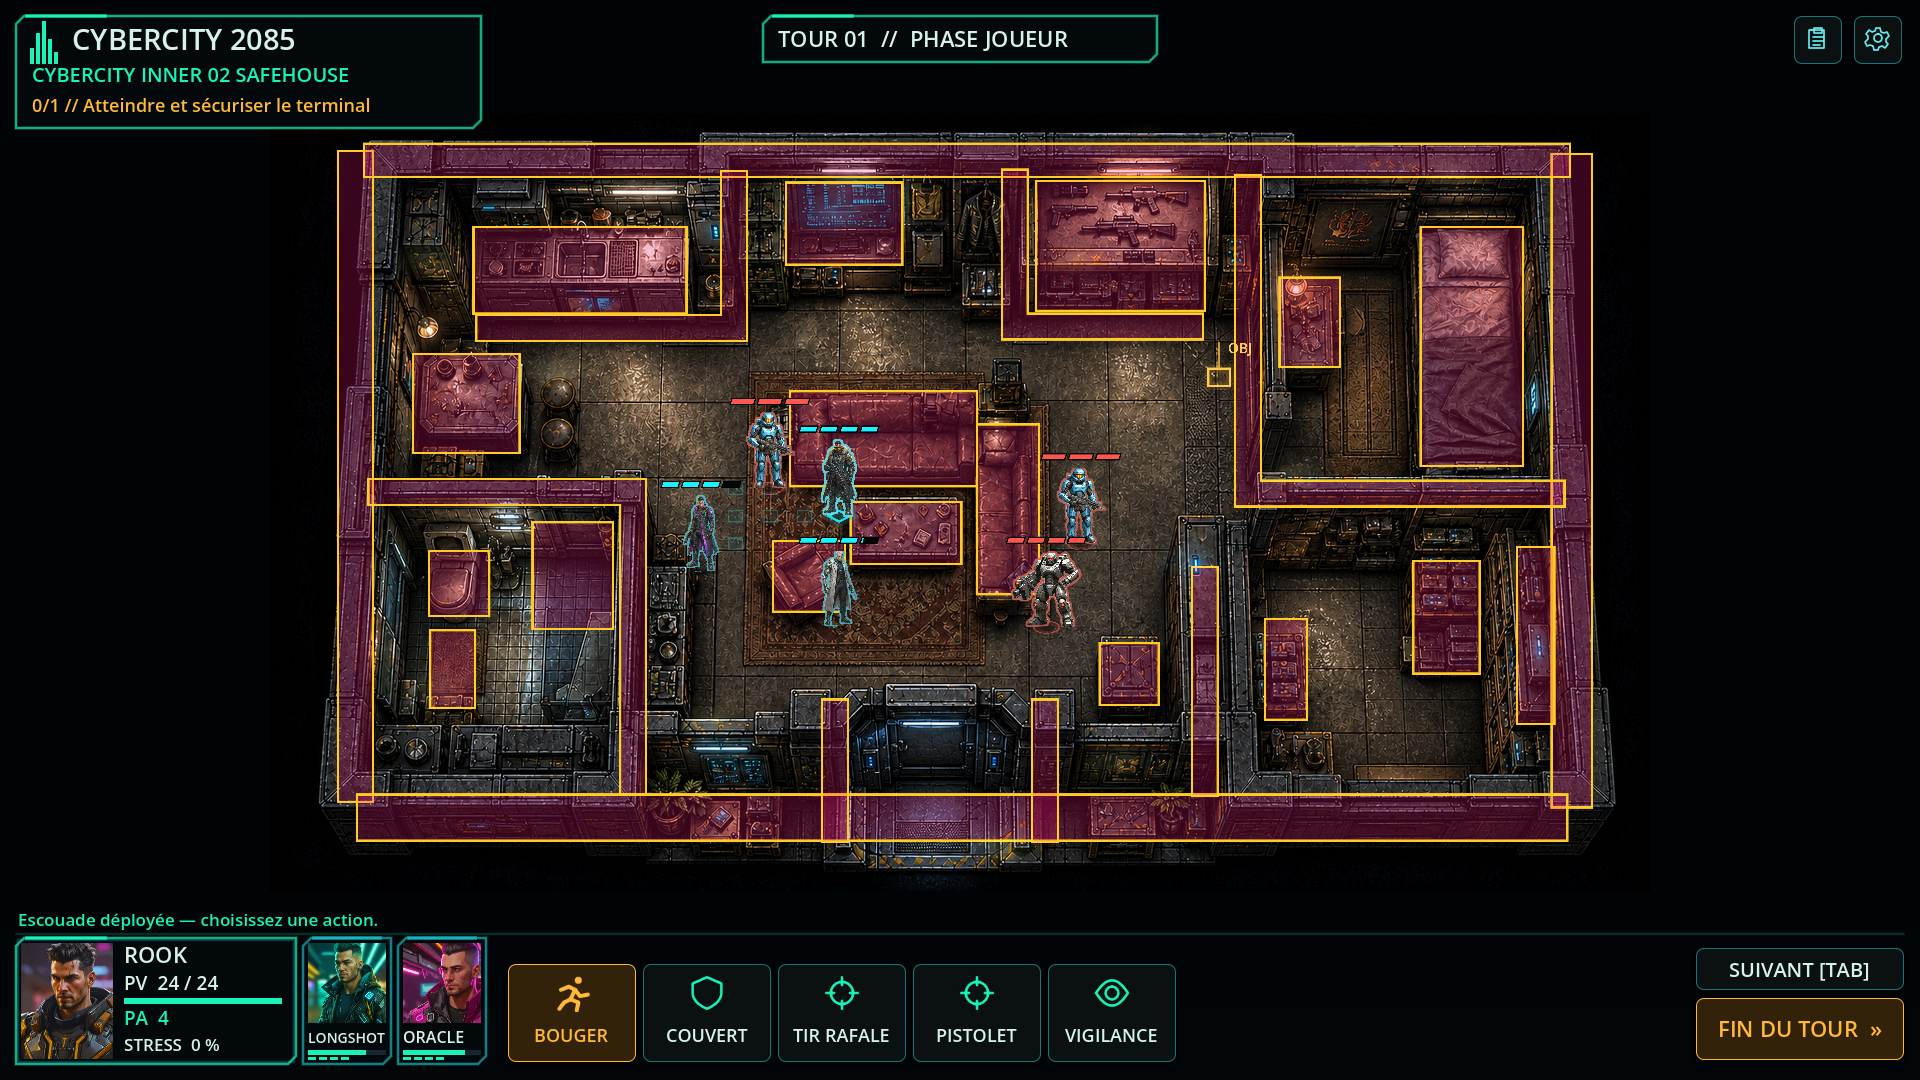 CYBERCITY 2085
CYBERCITY INNER 02 SAFEHOUSE
0/1 // Atteindre et sécuriser le terminal
TOUR 01 // PHASE JOUEUR
OBJ
Escouade déployée — choisissez une action.
ROOK
PV 24 / 24
PA 4
STRESS 0 %
LONGSHOT
ORACLE
BOUGER
COUVERT
TIR RAFALE
PISTOLET
VIGILANCE
SUIVANT [TAB]
FIN DU TOUR »